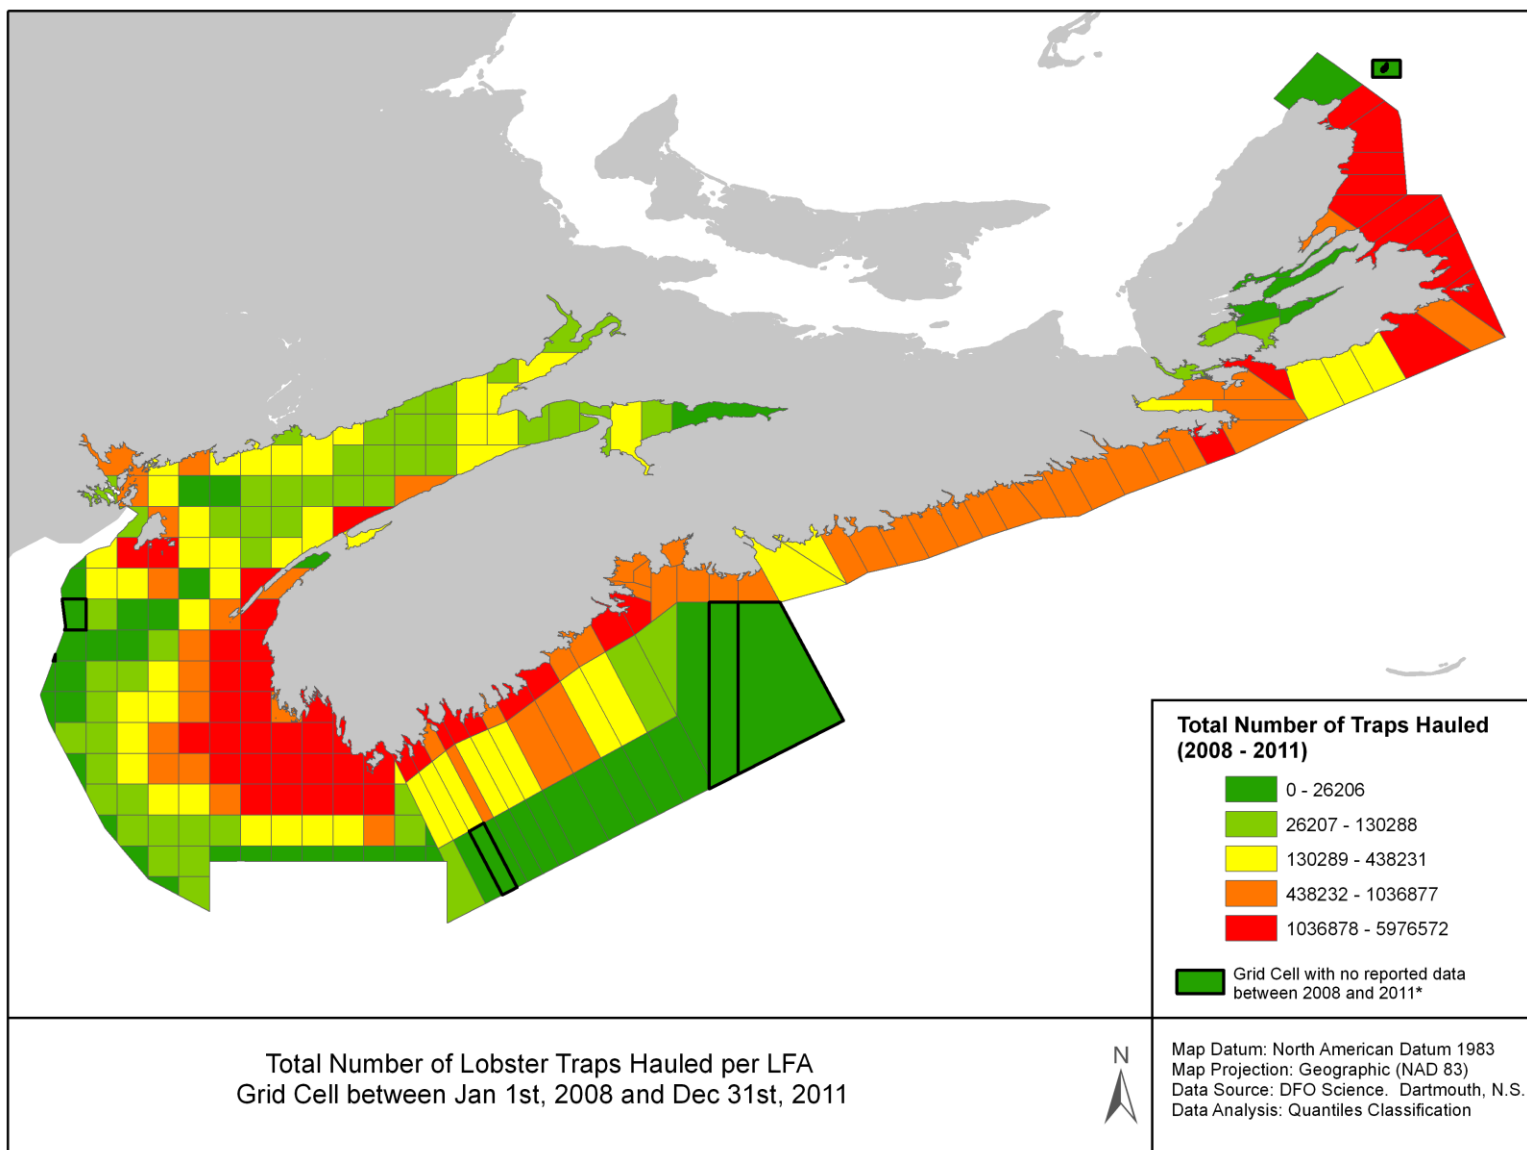 Total Number of Traps Hauled
(2008 - 2011)
0 - 26206
26207 - 130288
130289 - 438231
438232 - 1036877
1036878 - 5976572
Grid Cell with no reported data
between 2008 and 2011*
Total Number of Lobster Traps Hauled per LFA
Grid Cell between Jan 1st, 2008 and Dec 31st, 2011
N
Map Datum: North American Datum 1983
Map Projection: Geographic (NAD 83)
Data Source: DFO Science. Dartmouth, N.S.
Data Analysis: Quantiles Classification